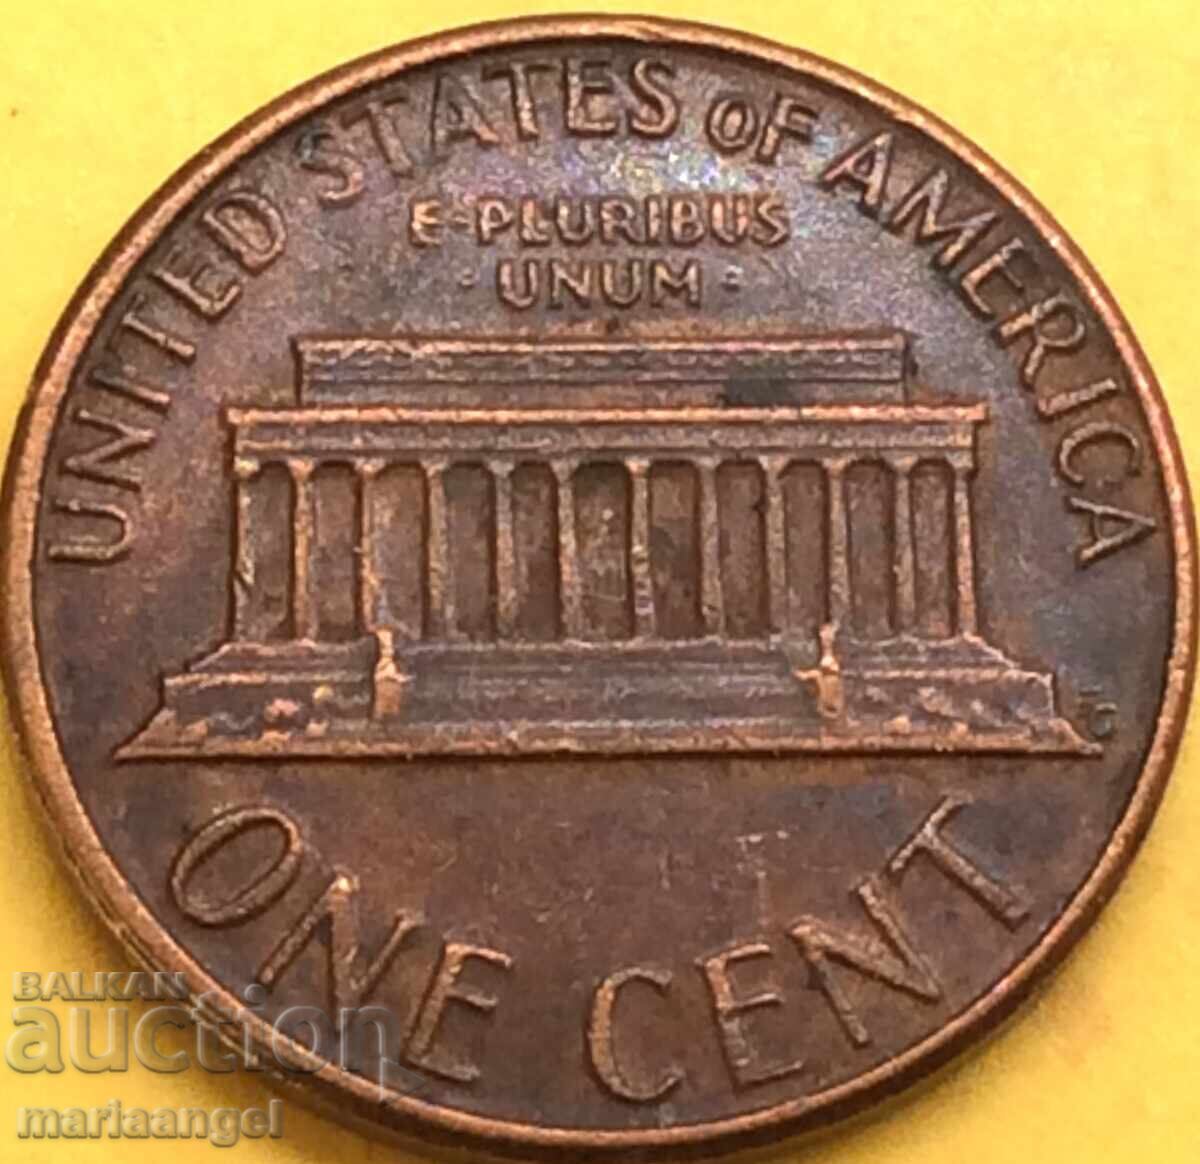 UNITED STATES OF AMERICA
E·PLURIBUS
·UNUM·
ONE CENT
BALKAN
auction
mariaangel